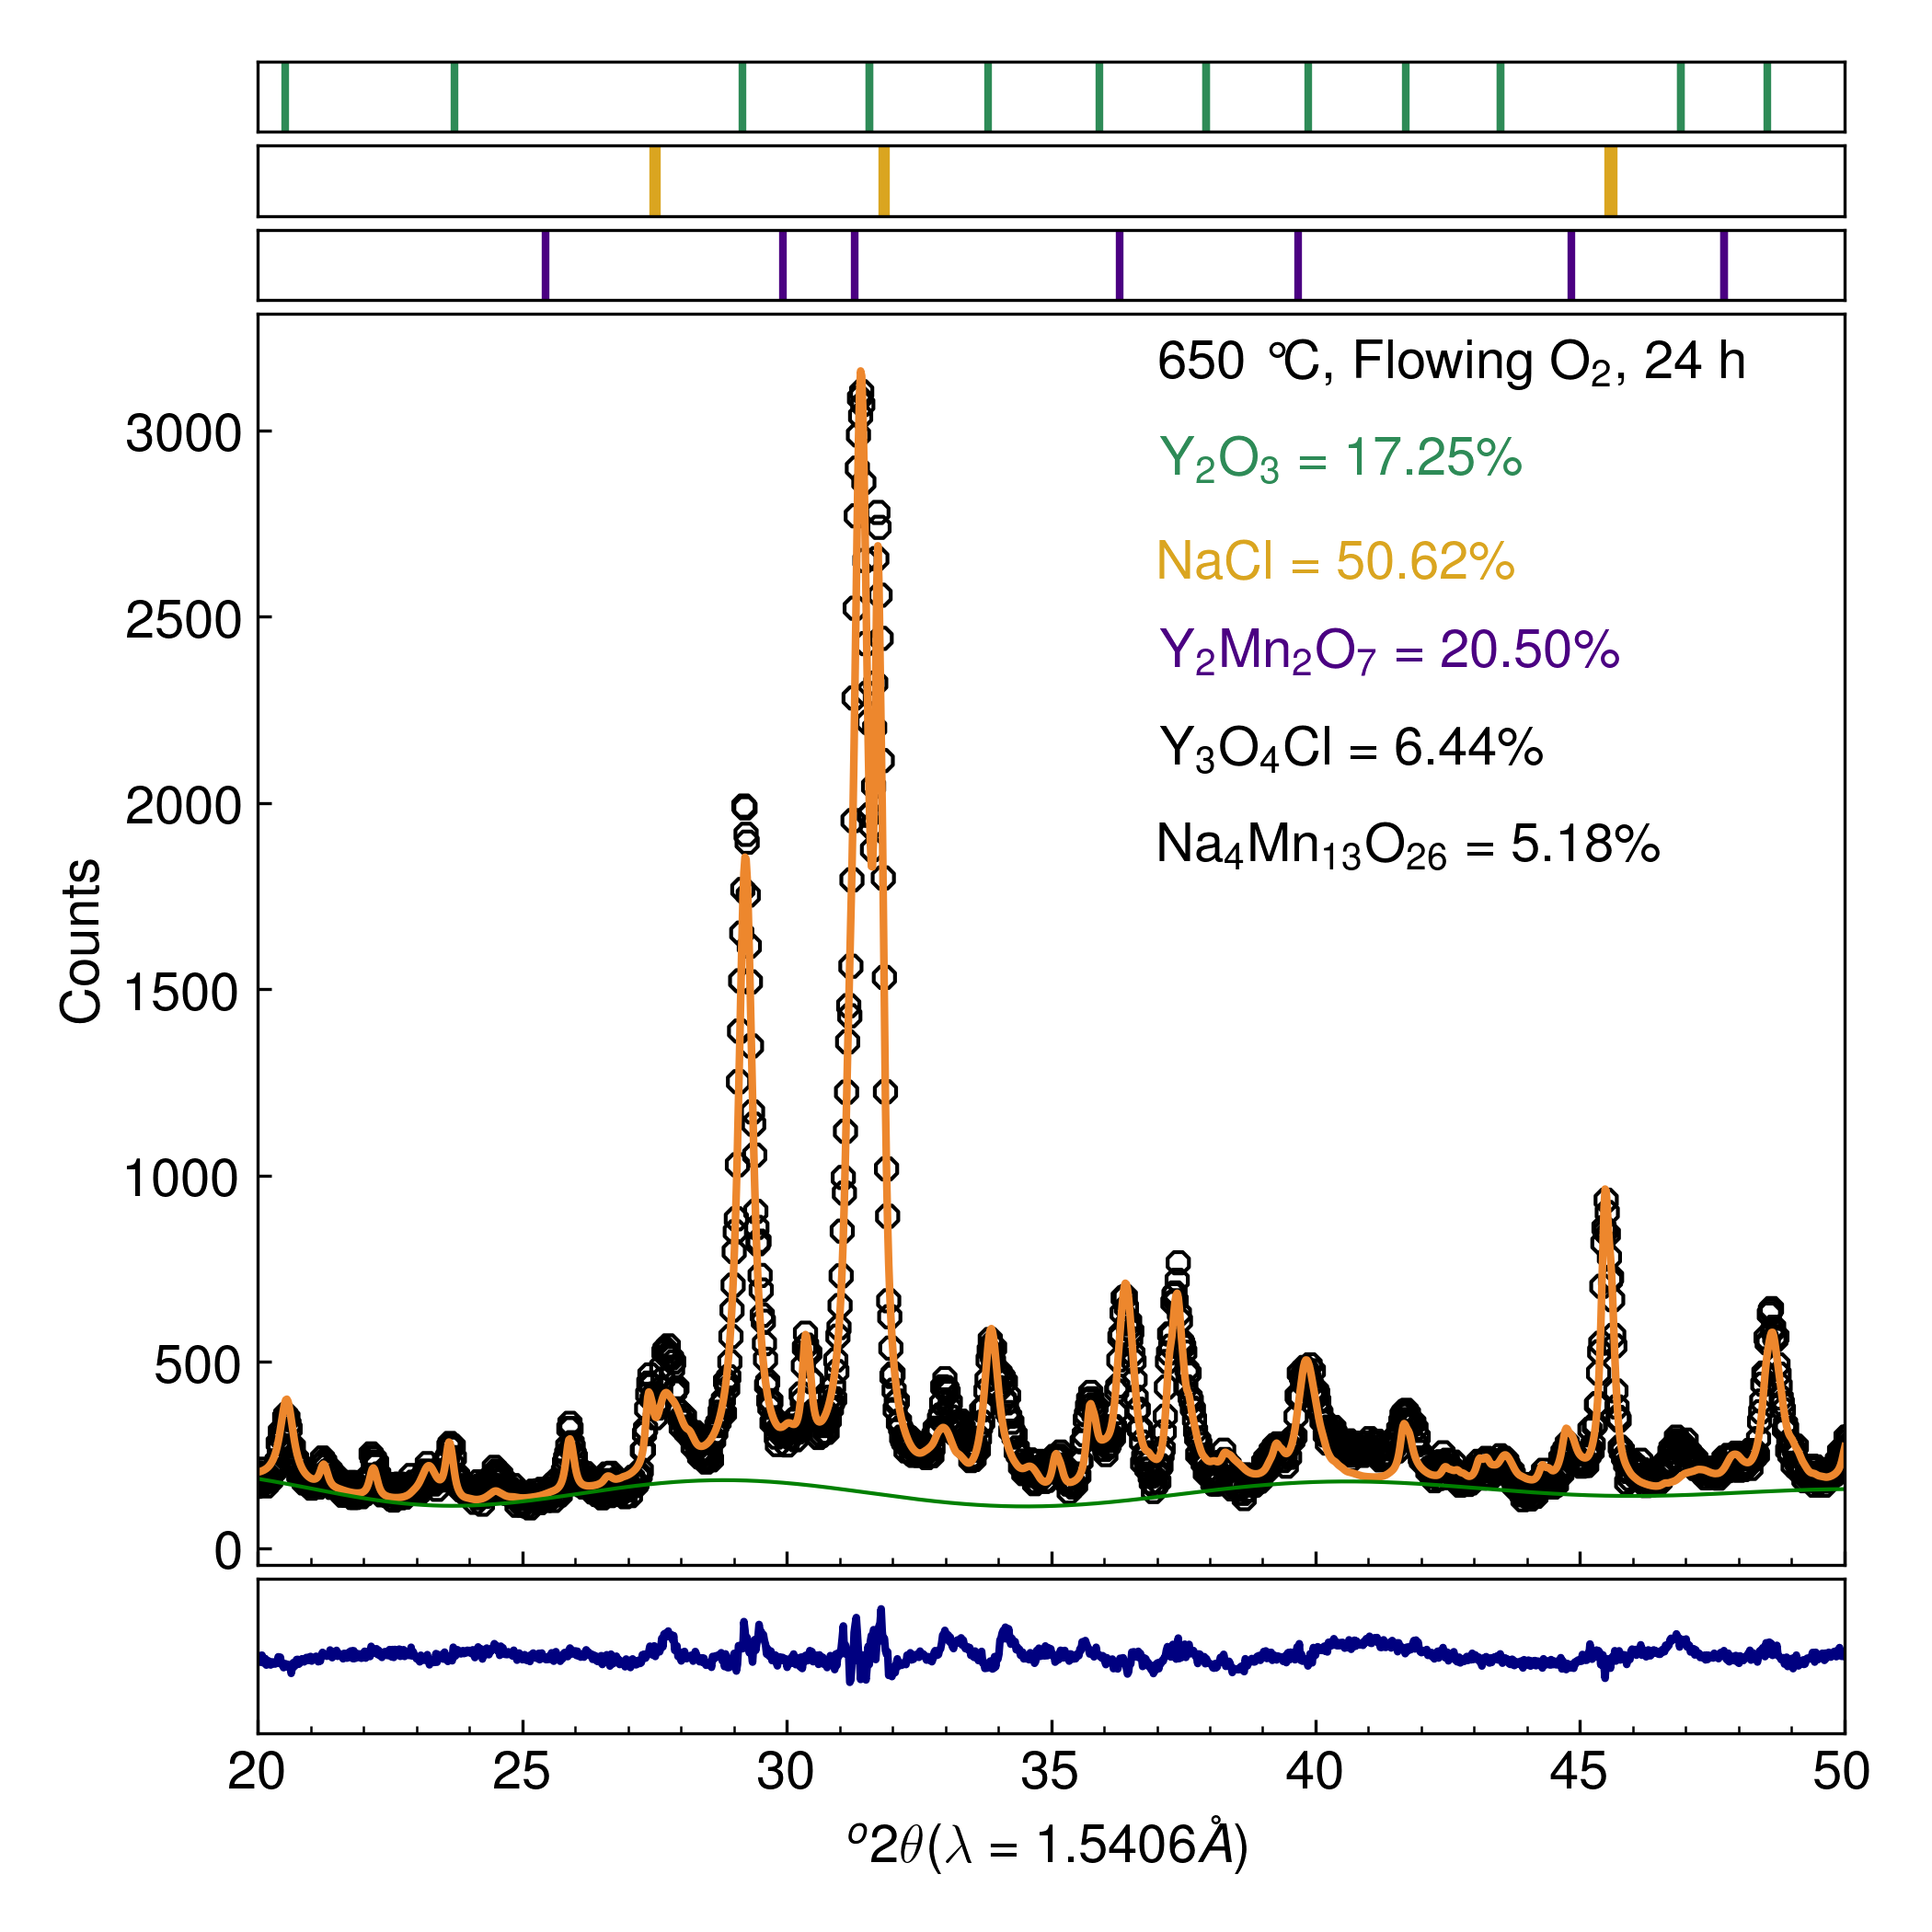 650 °C, Flowing O₂, 24 h
Y₂O₃ = 17.25%
NaCl = 50.62%
Y₂Mn₂O₇ = 20.50%
Y₃O₄Cl = 6.44%
Na₄Mn₁₃O₂₆ = 5.18%
Counts
3000
2500
2000
1500
1000
500
0
20 25 30 35 40 45 50
°2θ(λ = 1.5406Å)